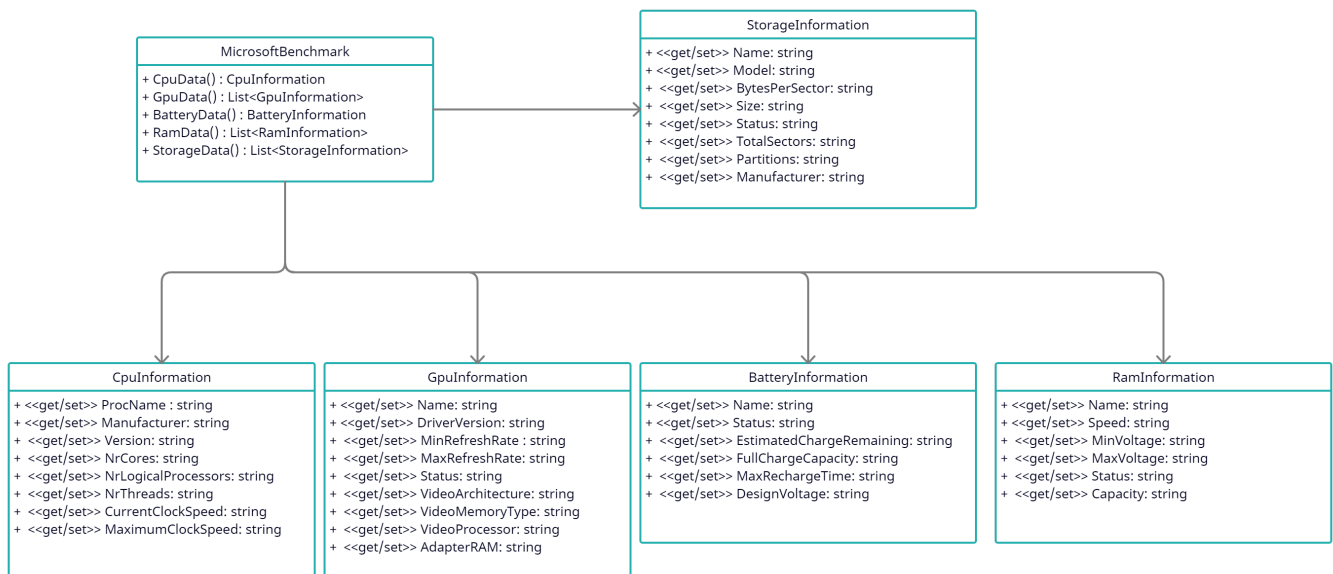 StorageInformation
+ <<get/set>> Name: string
+ <<get/set>> Model: string
+  <<get/set>> BytesPerSector: string
+  <<get/set>> Size: string
+  <<get/set>> Status: string
+  <<get/set>> TotalSectors: string
+  <<get/set>> Partitions: string
+  <<get/set>> Manufacturer: string
MicrosoftBenchmark
+ CpuData() : CpuInformation
+ GpuData() : List<GpuInformation>
+ BatteryData() : BatteryInformation
+ RamData() : List<RamInformation>
+ StorageData() : List<StorageInformation>
CpuInformation
+ <<get/set>> ProcName : string
+ <<get/set>> Manufacturer: string
+  <<get/set>> Version: string
+  <<get/set>> NrCores: string
+  <<get/set>> NrLogicalProcessors: string
+  <<get/set>> NrThreads: string
+  <<get/set>> CurrentClockSpeed: string
+  <<get/set>> MaximumClockSpeed: string
GpuInformation
+ <<get/set>> Name: string
+ <<get/set>> DriverVersion: string
+  <<get/set>> MinRefreshRate : string
+  <<get/set>> MaxRefreshRate: string
+  <<get/set>> Status: string
+  <<get/set>> VideoArchitecture: string
+  <<get/set>> VideoMemoryType: string
+  <<get/set>> VideoProcessor: string
+  <<get/set>> AdapterRAM: string
BatteryInformation
+ <<get/set>> Name: string
+ <<get/set>> Status: string
+  <<get/set>> EstimatedChargeRemaining: string
+  <<get/set>> FullChargeCapacity: string
+  <<get/set>> MaxRechargeTime: string
+  <<get/set>> DesignVoltage: string
RamInformation
+ <<get/set>> Name: string
+ <<get/set>> Speed: string
+  <<get/set>> MinVoltage: string
+  <<get/set>> MaxVoltage: string
+  <<get/set>> Status: string
+  <<get/set>> Capacity: string